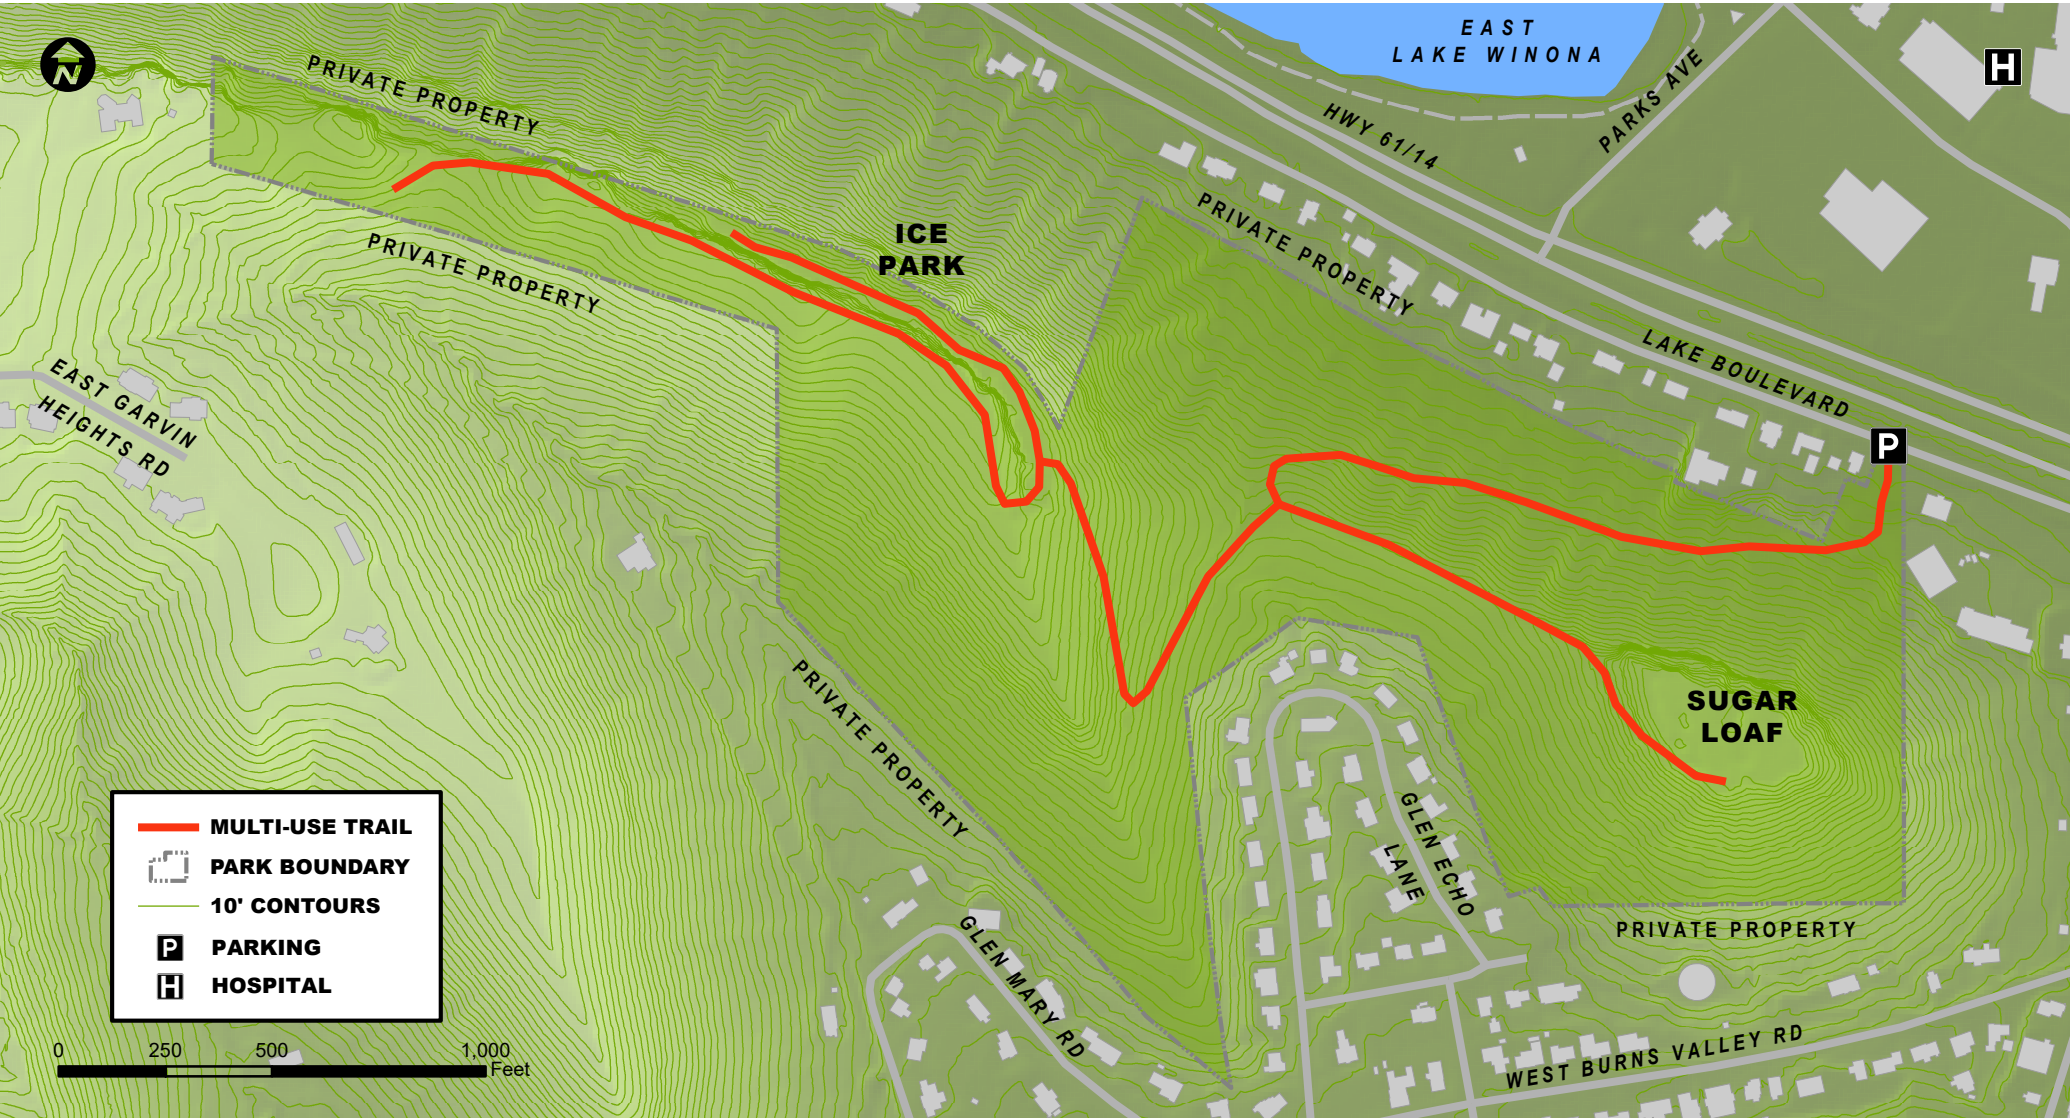 N
PRIVATE PROPERTY
EAST
LAKE WINONA
HWY 61/14
PARKS AVE
H
ICE
PARK
PRIVATE PROPERTY
PRIVATE PROPERTY
LAKE BOULEVARD
P
EAST GARVIN
HEIGHTS RD
PRIVATE PROPERTY
SUGAR
LOAF
GLEN ECHO
LANE
PRIVATE PROPERTY
GLEN MARY RD
WEST BURNS VALLEY RD
MULTI-USE TRAIL
PARK BOUNDARY
10' CONTOURS
P PARKING
H HOSPITAL
0 250 500 1,000
Feet